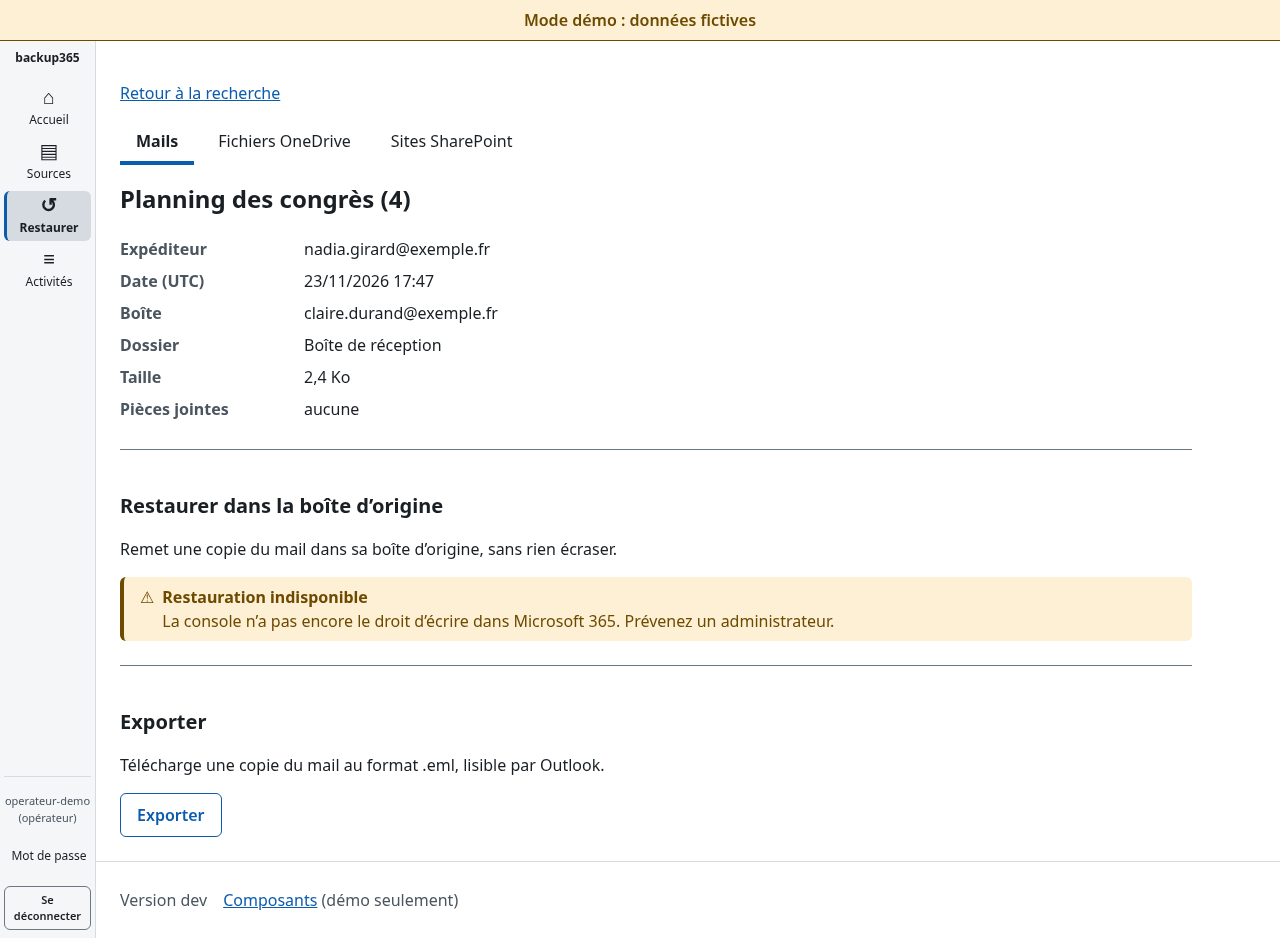 Mode démo : données fictives
backup365
Accueil
Sources
Restaurer
Activités
operateur-demo
(opérateur)
Mot de passe
Se
déconnecter
Retour à la recherche
Mails
Fichiers OneDrive
Sites SharePoint
Planning des congrès (4)
Expéditeur nadia.girard@exemple.fr
Date (UTC) 23/11/2026 17:47
Boîte claire.durand@exemple.fr
Dossier Boîte de réception
Taille 2,4 Ko
Pièces jointes aucune
Restaurer dans la boîte d’origine
Remet une copie du mail dans sa boîte d’origine, sans rien écraser.
⚠ Restauration indisponible
La console n’a pas encore le droit d’écrire dans Microsoft 365. Prévenez un administrateur.
Exporter
Télécharge une copie du mail au format .eml, lisible par Outlook.
Exporter
Version dev Composants (démo seulement)